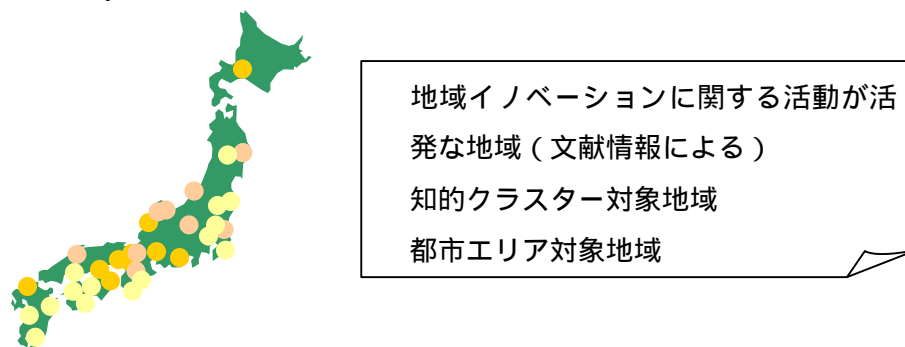 地域イノベーションに関する活動が活
発な地域（文献情報による）
知的クラスター対象地域
都市エリア対象地域